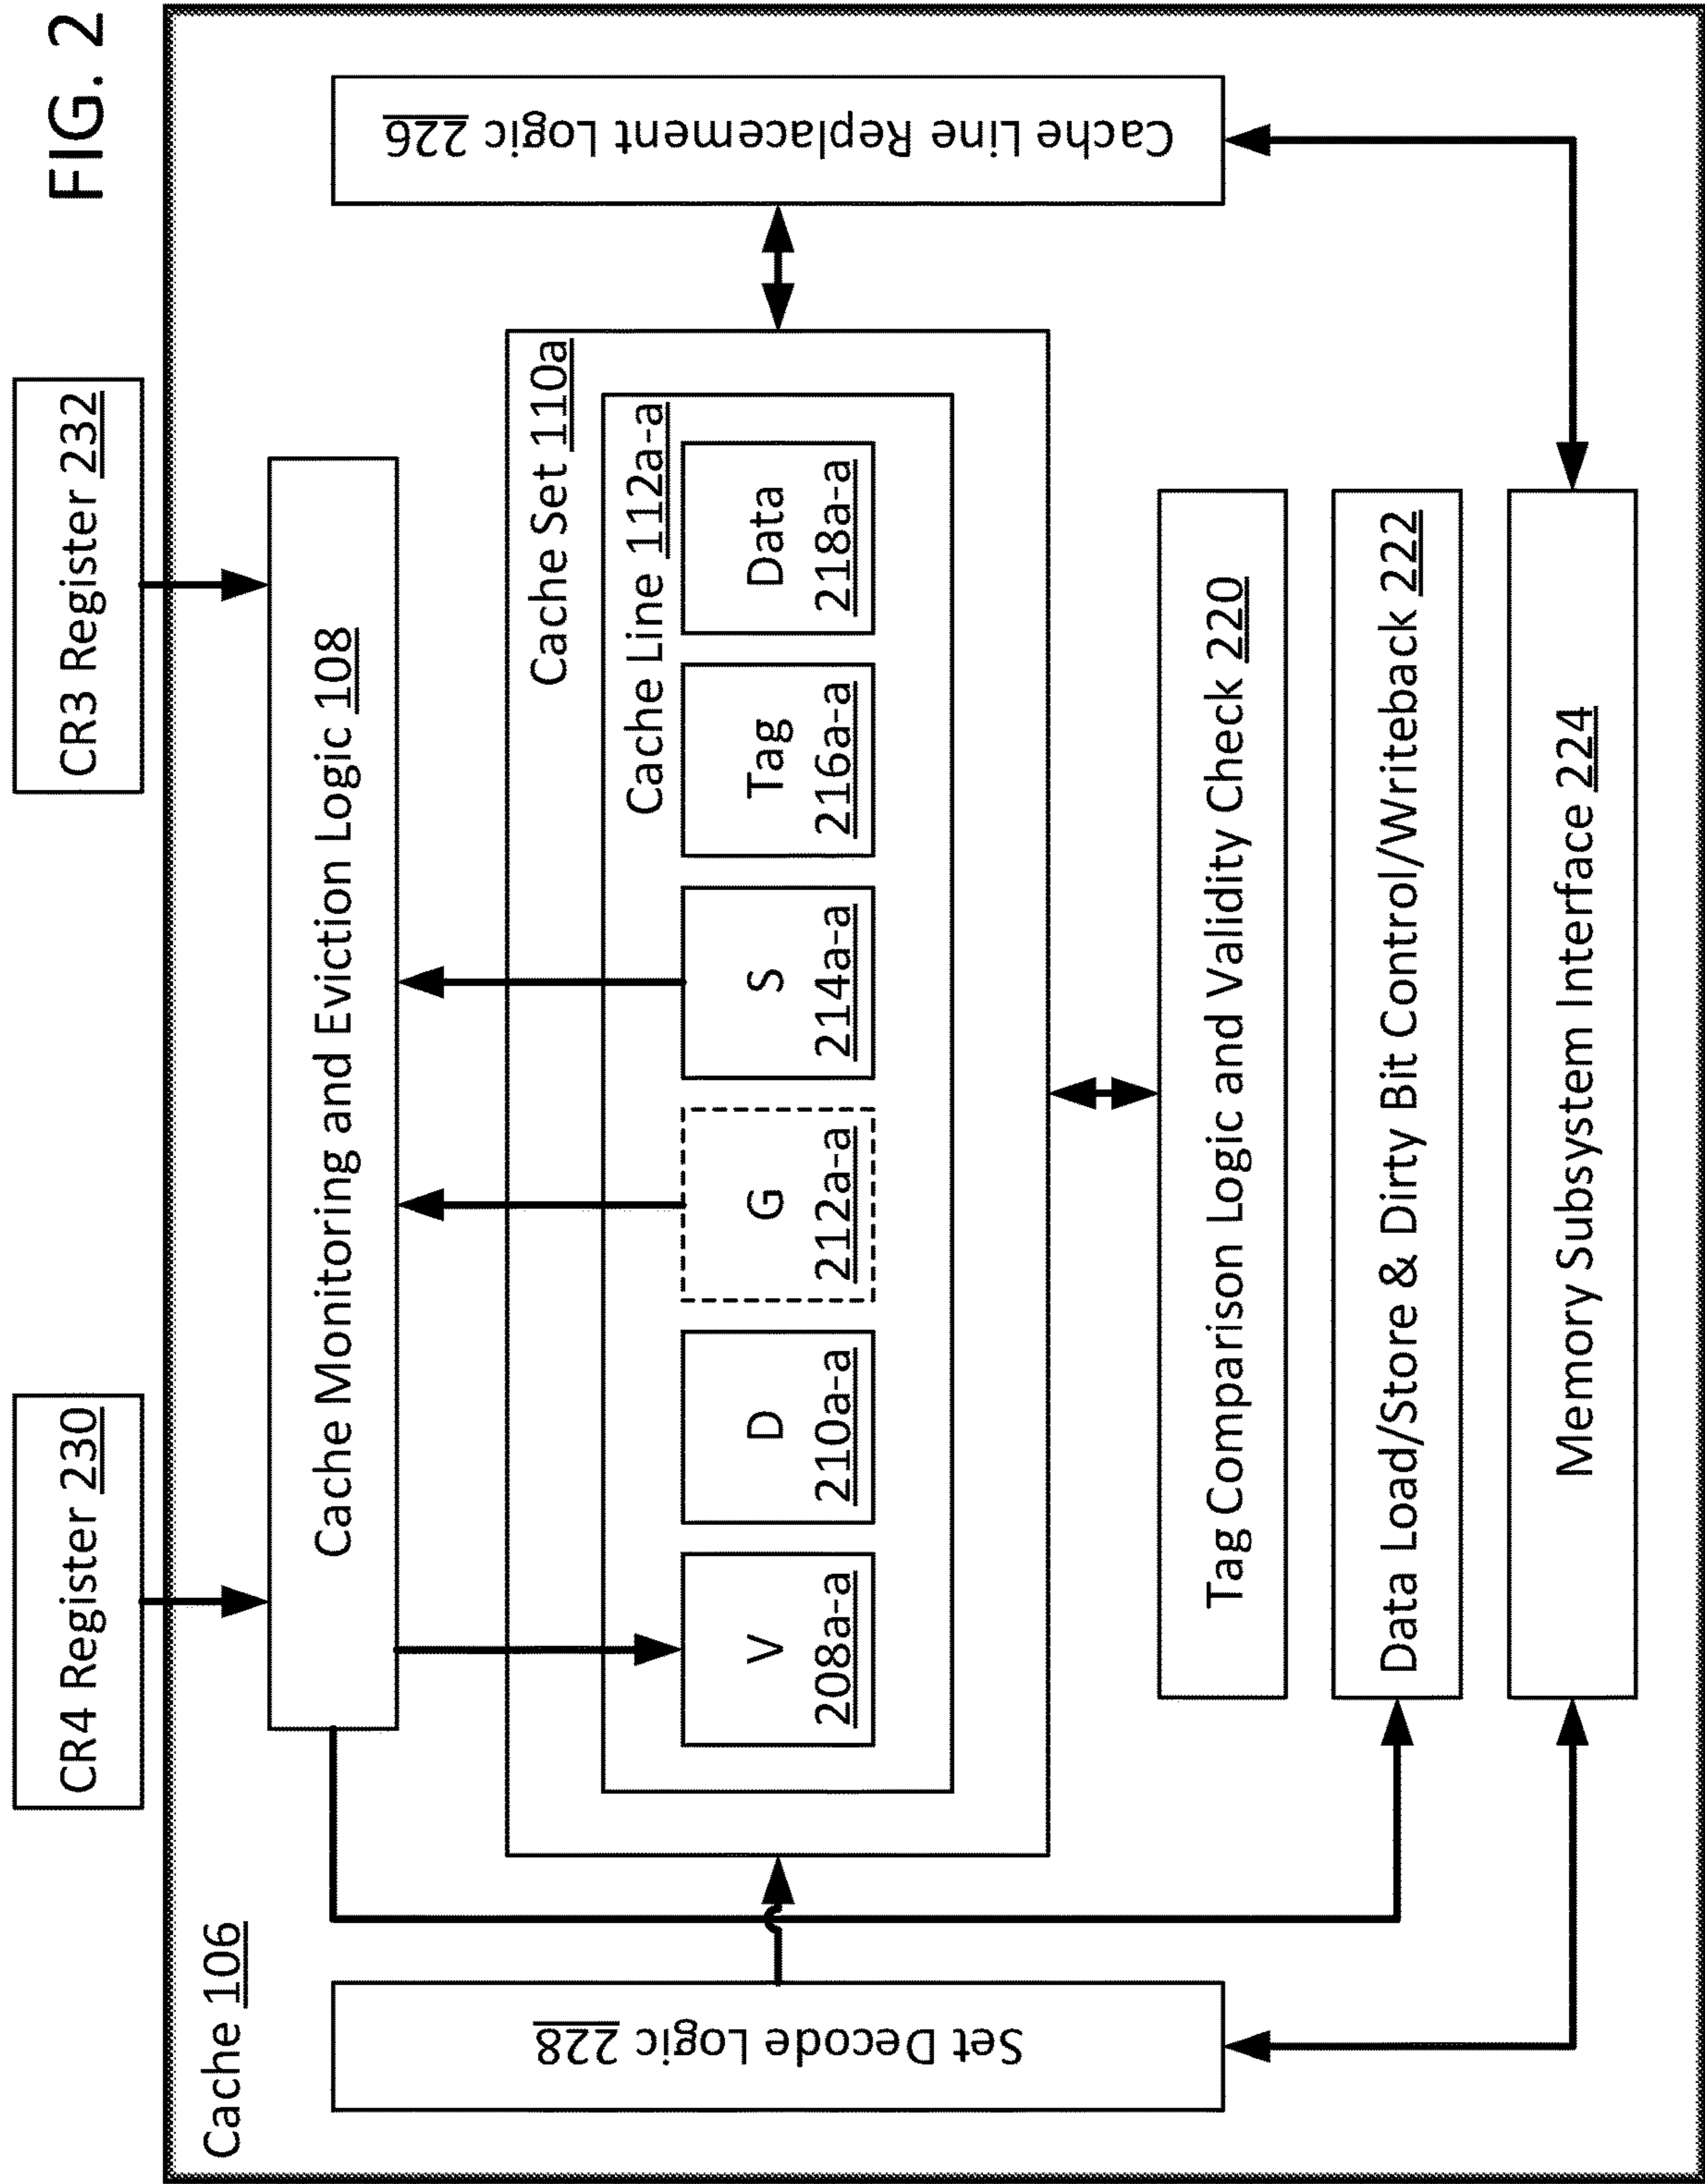 FIG. 2
CR4 Register 230
CR3 Register 232
Cache 106
Cache Monitoring and Eviction Logic 108
Set Decode Logic 228
Cache Set 110a
Cache Line 112a-a
V
208a-a
D
210a-a
G
212a-a
S
214a-a
Tag
216a-a
Data
218a-a
Cache Line Replacement Logic 226
Tag Comparison Logic and Validity Check 220
Data Load/Store & Dirty Bit Control/Writeback 222
Memory Subsystem Interface 224